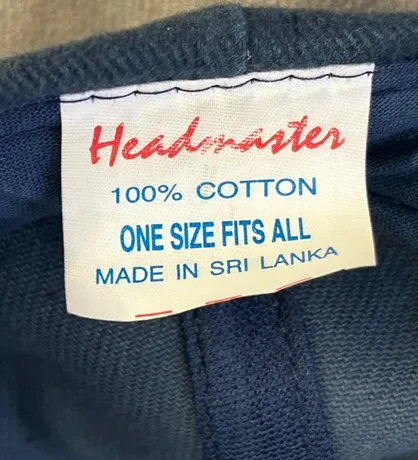 Headmaster
100% COTTON
ONE SIZE FITS ALL
MADE IN SRI LANKA